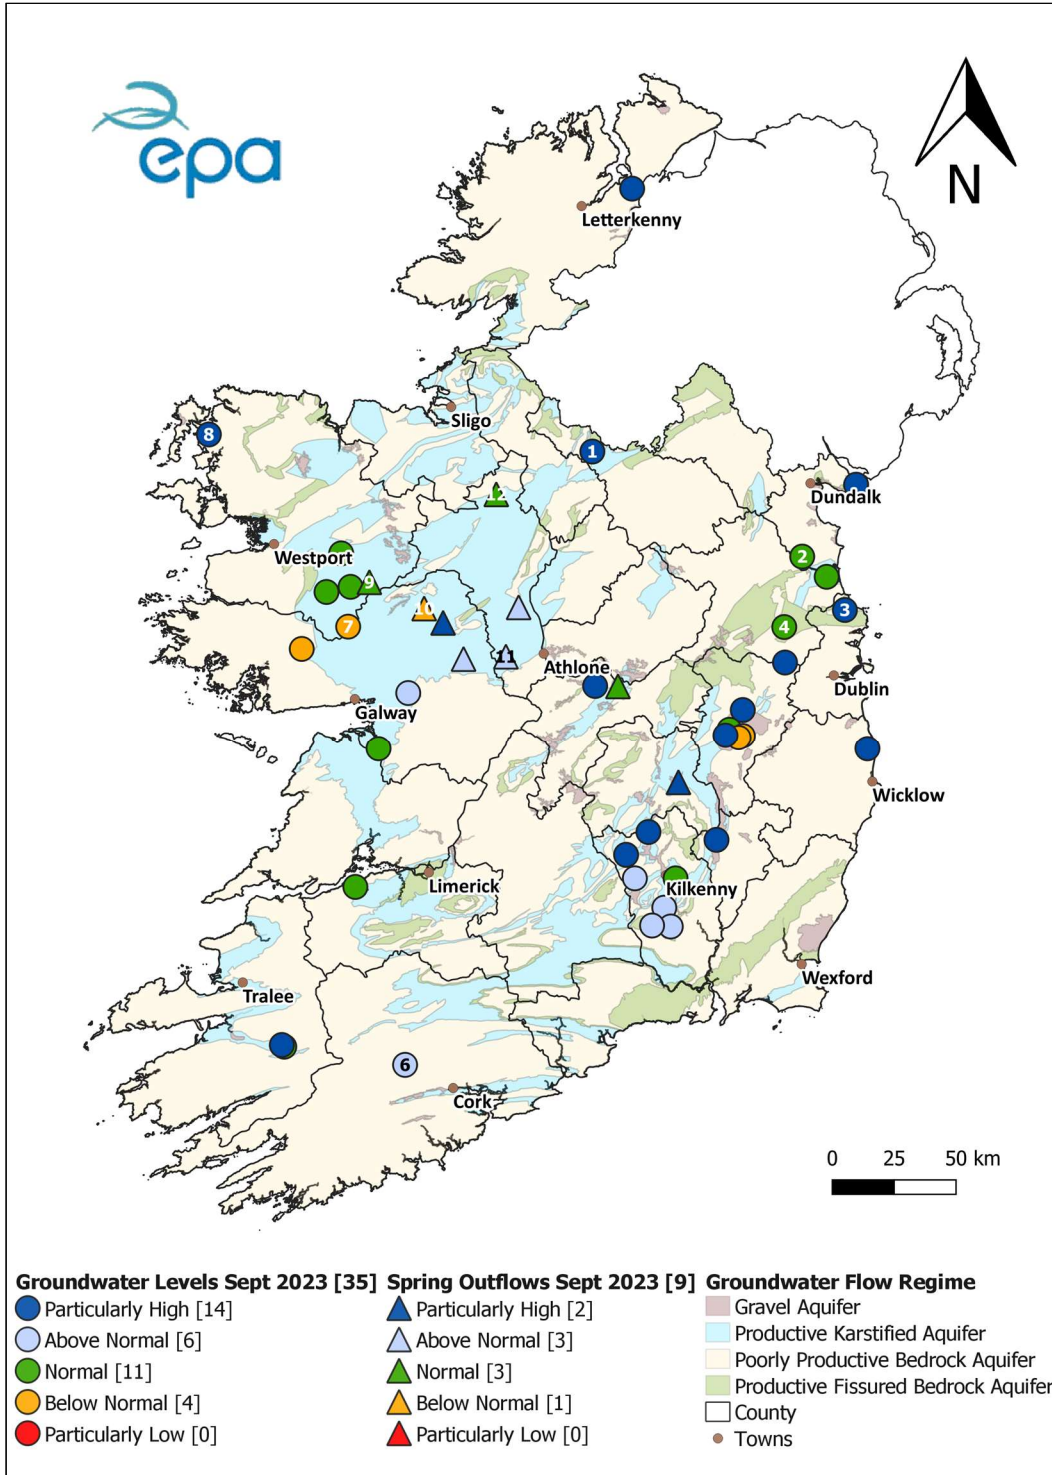 epa
N
Letterkenny
Sligo
8
1
12
Dundalk
Westport
2
9
10
3
7
4
11
Athlone
Dublin
Galway
Wicklow
Limerick
Kilkenny
Wexford
Tralee
6
Cork
0 25 50 km
Groundwater Levels Sept 2023 [35]
Particularly High [14]
Above Normal [6]
Normal [11]
Below Normal [4]
Particularly Low [0]
Spring Outflows Sept 2023 [9]
Particularly High [2]
Above Normal [3]
Normal [3]
Below Normal [1]
Particularly Low [0]
Groundwater Flow Regime
Gravel Aquifer
Productive Karstified Aquifer
Poorly Productive Bedrock Aquifer
Productive Fissured Bedrock Aquifer
County
Towns